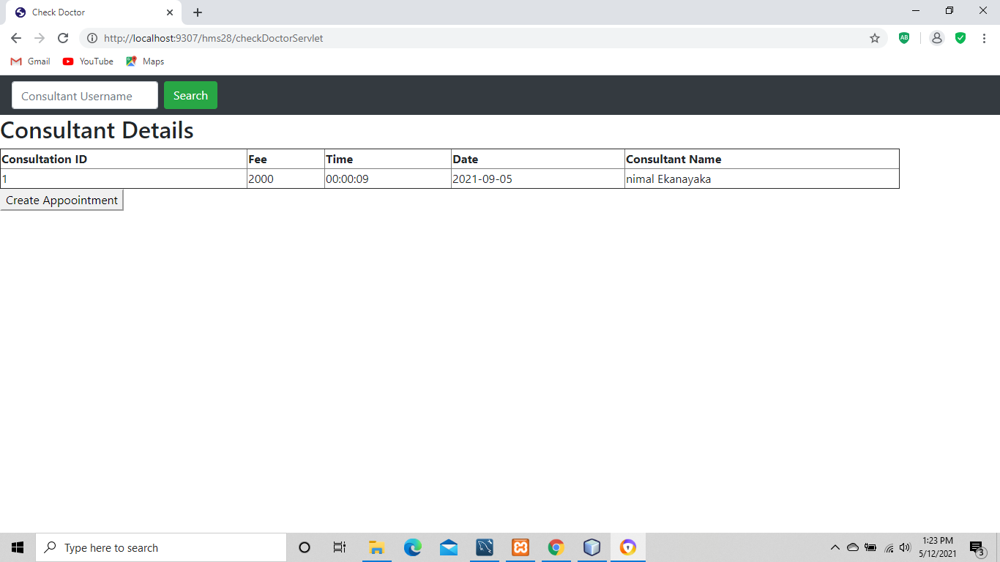 Check Doctor
http://localhost:9307/hms28/checkDoctorServlet
AB
Gmail YouTube Maps
Consultant Username Search
Consultant Details
Consultation ID Fee Time Date Consultant Name
1 2000 00:00:09 2021-09-05 nimal Ekanayaka
Create Appoointment
Type here to search
1:23 PM
5/12/2021
3